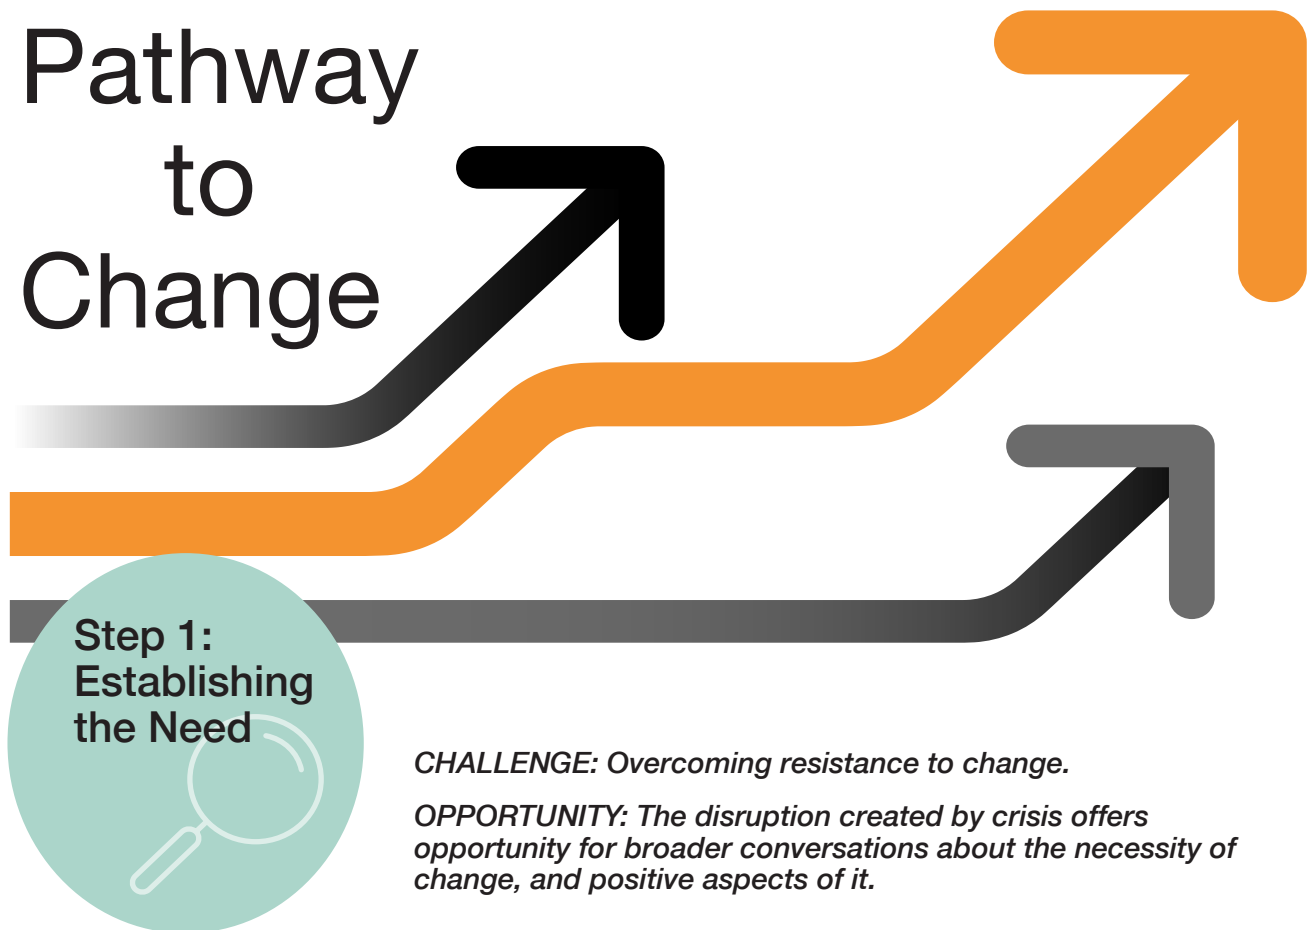 Pathway
to
Change
Step 1:
Establishing
the Need
CHALLENGE: Overcoming resistance to change.
OPPORTUNITY: The disruption created by crisis offers
opportunity for broader conversations about the necessity of
change, and positive aspects of it.